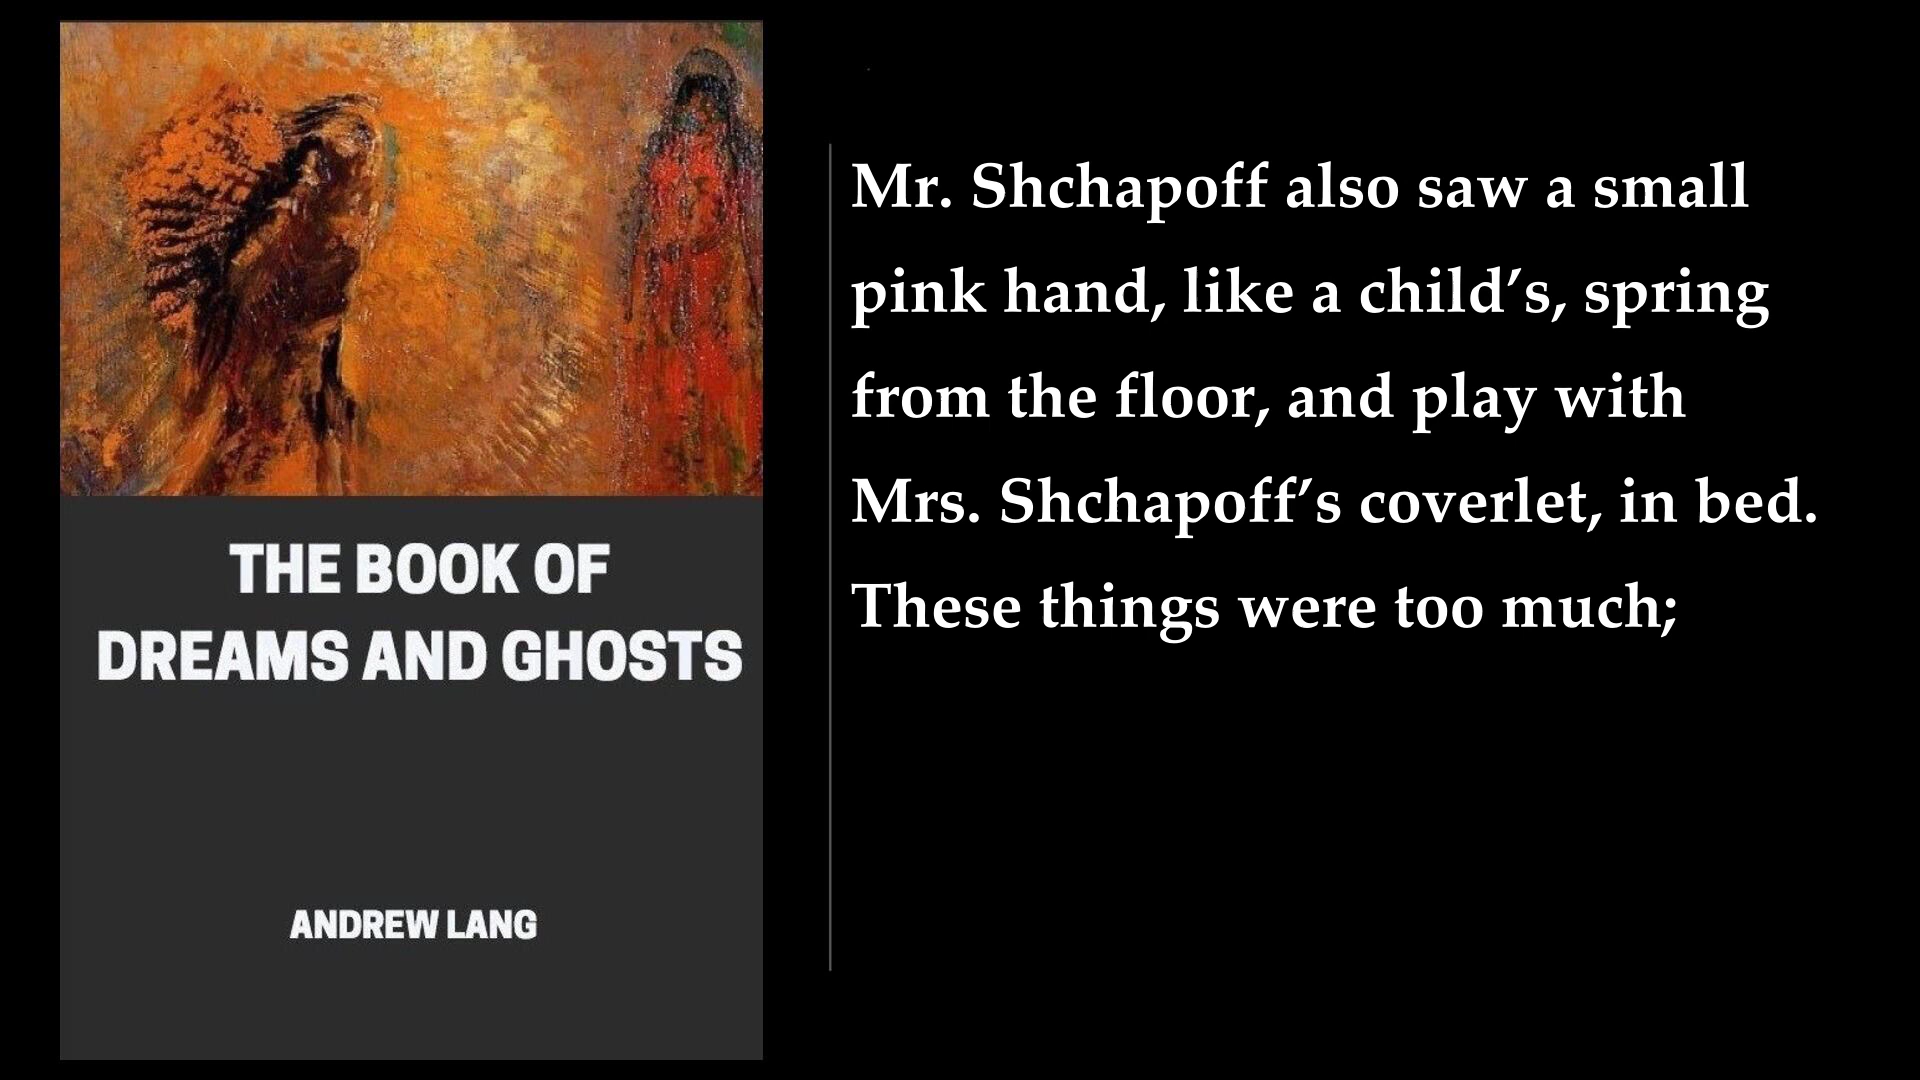 THE BOOK OF
DREAMS AND GHOSTS
ANDREW LANG
Mr. Shchapoff also saw a small
pink hand, like a child’s, spring
from the floor, and play with
Mrs. Shchapoff’s coverlet, in bed.
These things were too much;